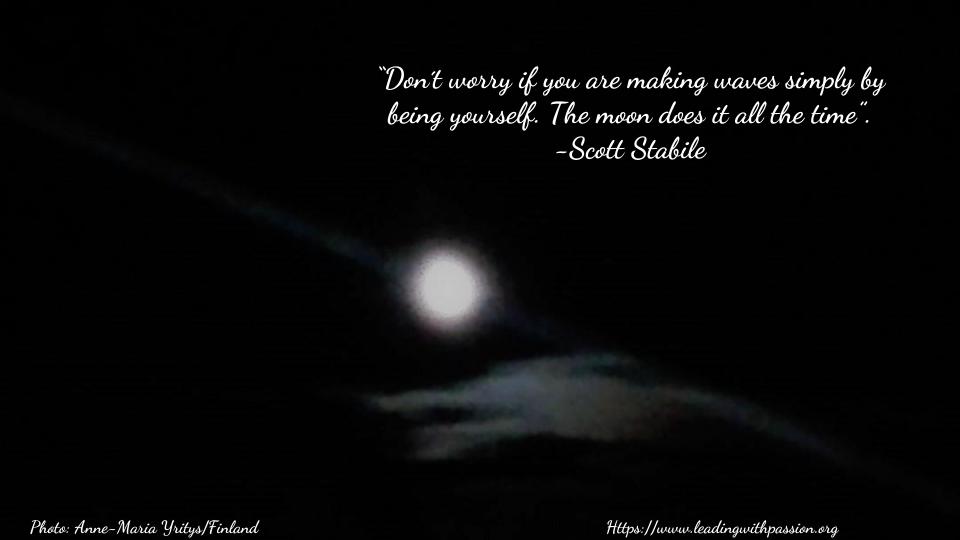 “Don’t worry if you are making waves simply by
being yourself. The moon does it all the time”.
-Scott Stabile
Photo: Anne-Maria Yritys/Finland
Https://www.leadingwithpassion.org